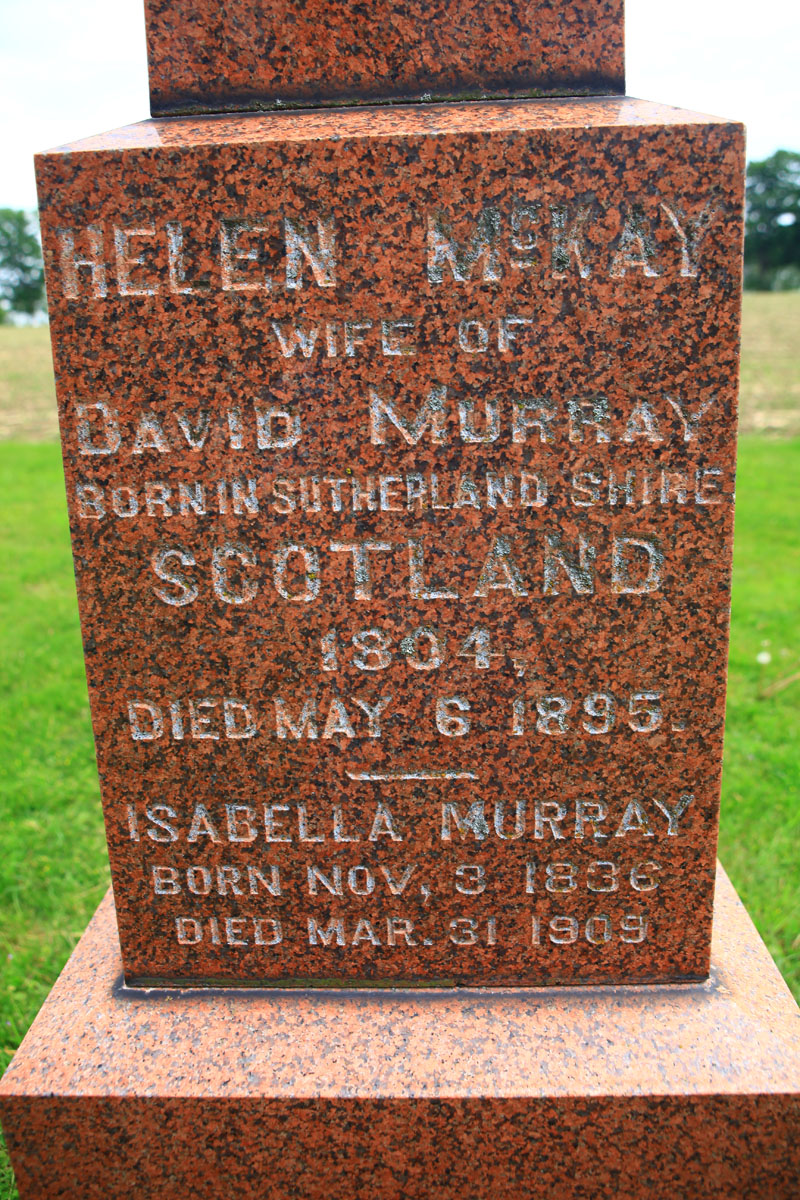 HELEN McKAY
WIFE OF
DAVID MURRAY
BORN IN SUTHERLAND SHIRE
SCOTLAND
1804,
DIED MAY 6 1895.
ISABELLA MURRAY
BORN NOV, 3 1836
DIED MAR. 31 1909